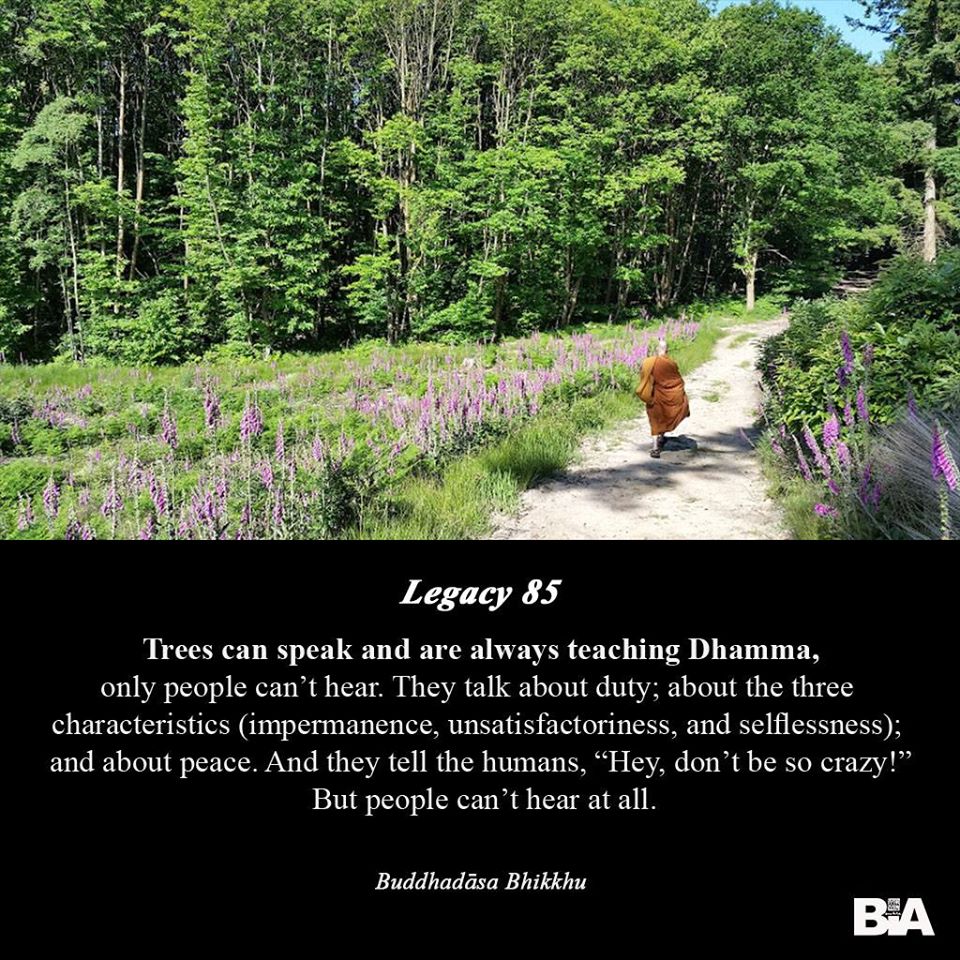 Legacy 85
Trees can speak and are always teaching Dhamma,
only people can’t hear. They talk about duty; about the three
characteristics (impermanence, unsatisfactoriness, and selflessness);
and about peace. And they tell the humans, “Hey, don’t be so crazy!”
But people can’t hear at all.
Buddhadāsa Bhikkhu
BIA